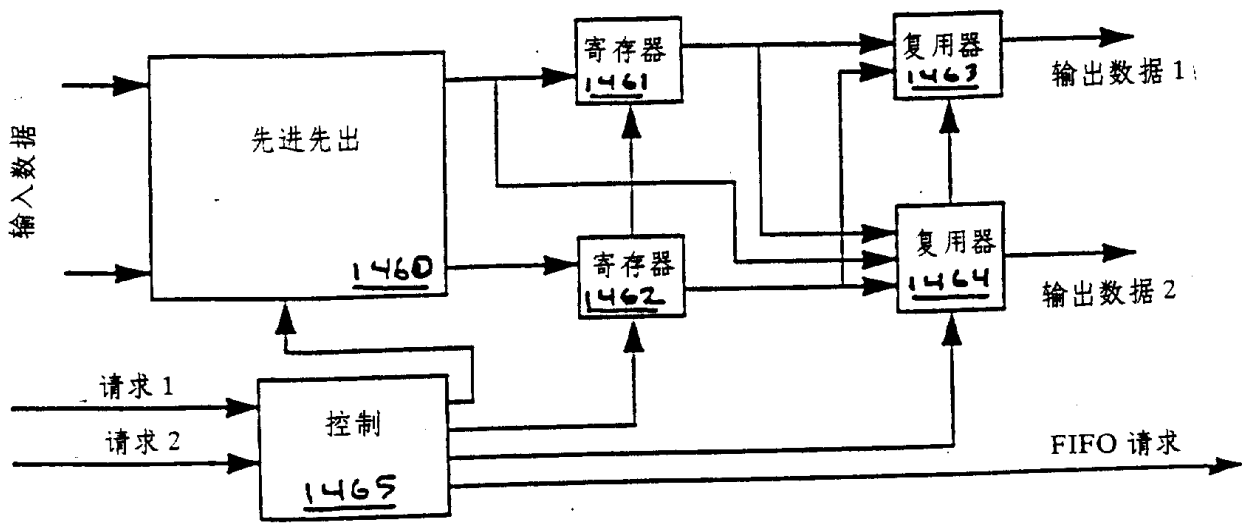 寄存器
1461
复用器
1463
输出数据 1
输入数据
先进先出
1460
寄存器
1462
复用器
1464
输出数据 2
请求 1
请求 2
控制
1465
FIFO 请求